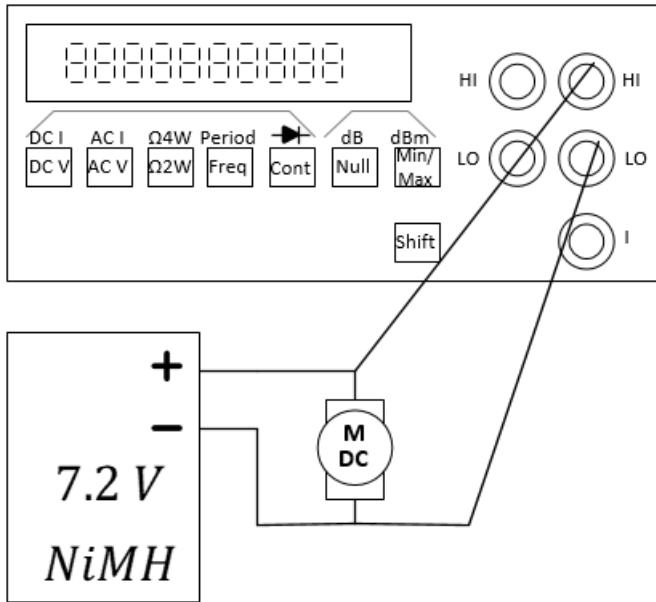 8888888888
HI HI
DC I AC I Ω4W Period dB dBm
DC V AC V Ω2W Freq Cont Null Min/
Max
LO LO
Shift
I
+
−
M
DC
7.2 V
NiMH